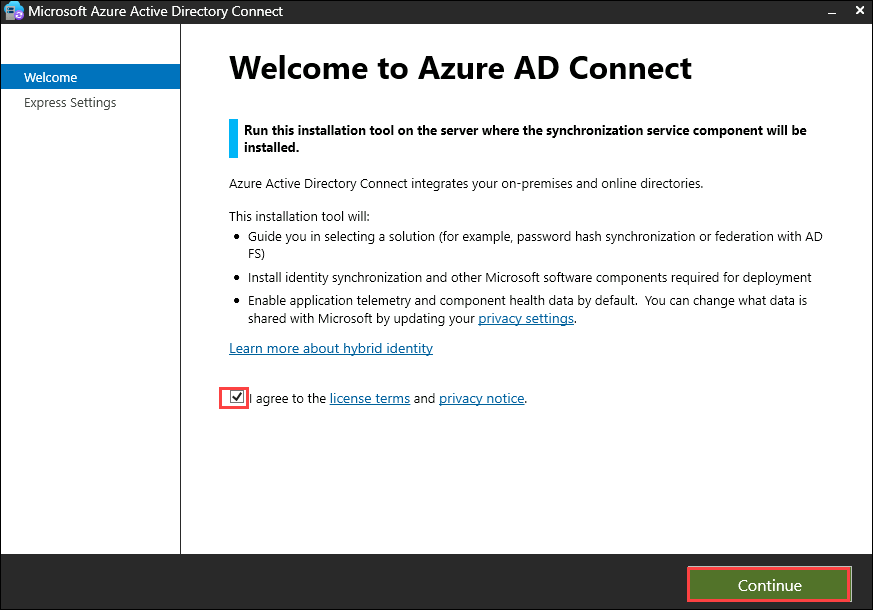 Microsoft Azure Active Directory Connect
Welcome
Express Settings
Welcome to Azure AD Connect
Run this installation tool on the server where the synchronization service component will be
installed.
Azure Active Directory Connect integrates your on-premises and online directories.
This installation tool will:
• Guide you in selecting a solution (for example, password hash synchronization or federation with AD
FS)
• Install identity synchronization and other Microsoft software components required for deployment
• Enable application telemetry and component health data by default.  You can change what data is
shared with Microsoft by updating your privacy settings.
Learn more about hybrid identity
I agree to the license terms and privacy notice.
Continue